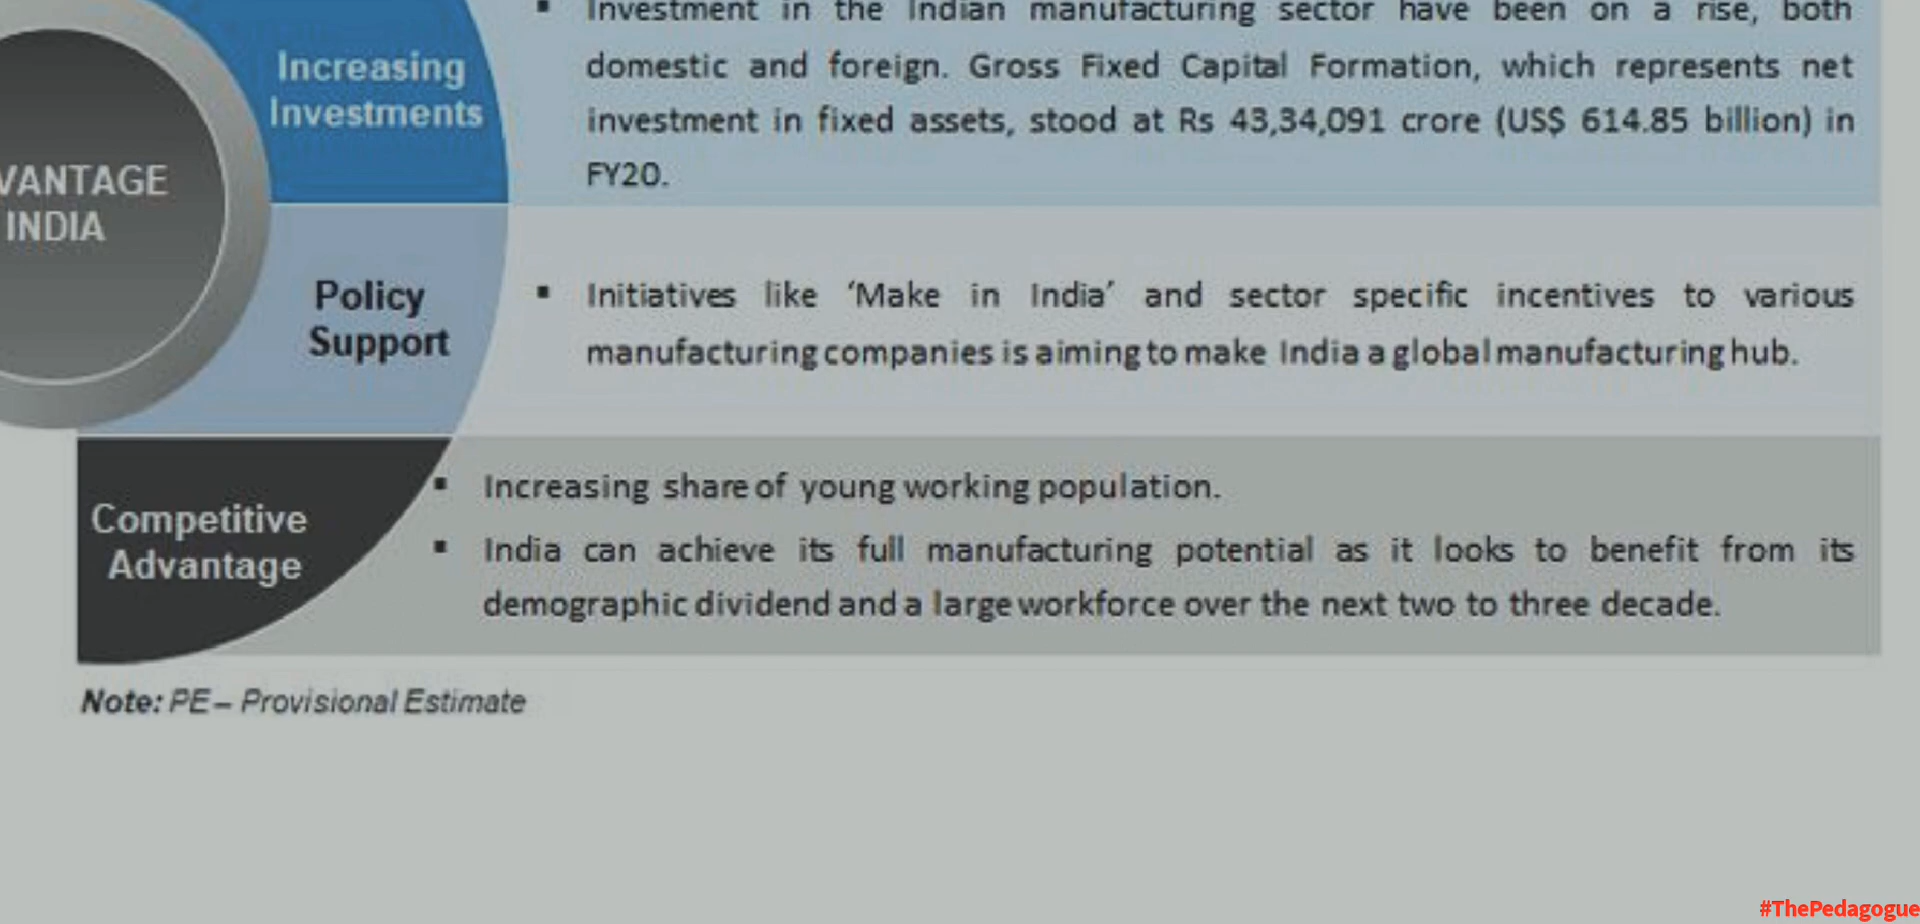 Increasing
Investments
VANTAGE
INDIA
Policy
Support
Competitive
Advantage
▪ Investment in the Indian manufacturing sector have been on a rise, both
domestic and foreign. Gross Fixed Capital Formation, which represents net
investment in fixed assets, stood at Rs 43,34,091 crore (US$ 614.85 billion) in
FY20.
▪ Initiatives like ‘Make in India’ and sector specific incentives to various
manufacturing companies is aiming to make India a global manufacturing hub.
▪ Increasing share of young working population.
▪ India can achieve its full manufacturing potential as it looks to benefit from its
demographic dividend and a large workforce over the next two to three decade.
Note: PE – Provisional Estimate
#ThePedagogue